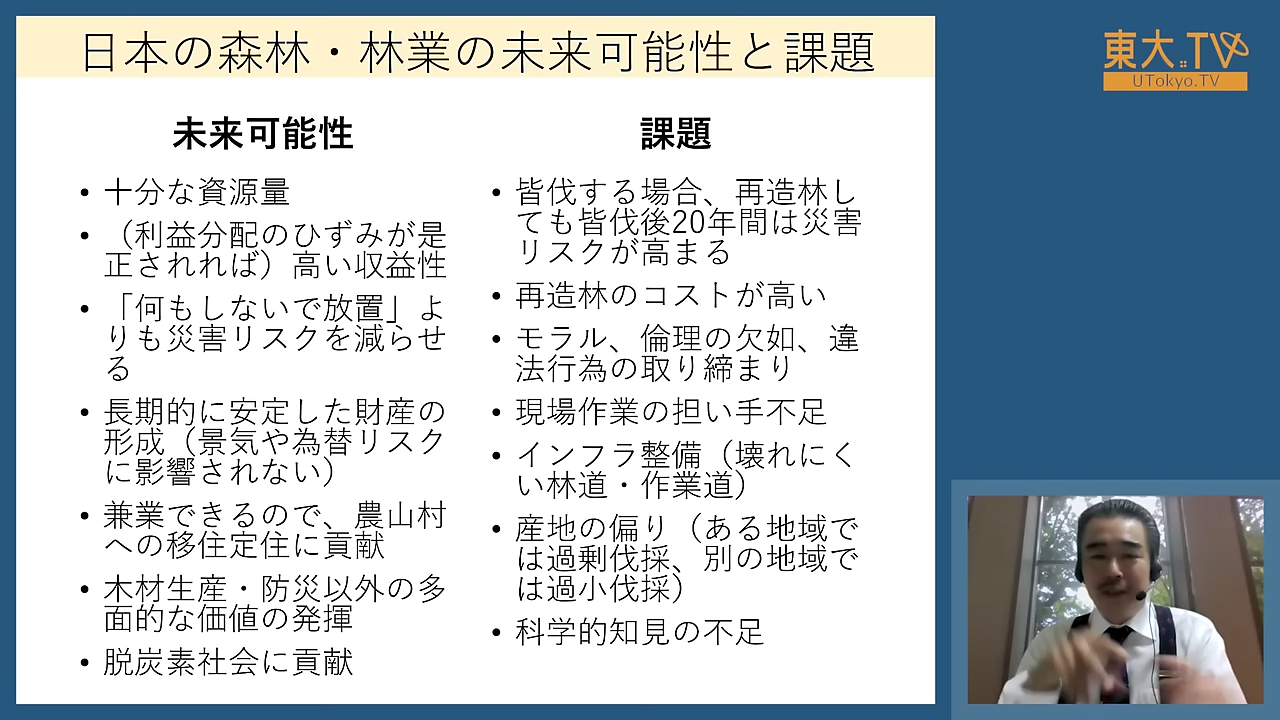 日本の森林・林業の未来可能性と課題
未来可能性
• 十分な資源量
• （利益分配のひずみが是
正されれば）高い収益性
• 「何もしないで放置」よ
りも災害リスクを減らせ
る
• 長期的に安定した財産の
形成（景気や為替リスク
に影響されない）
• 兼業できるので、農山村
への移住定住に貢献
• 木材生産・防災以外の多
面的な価値の発揮
• 脱炭素社会に貢献
課題
• 皆伐する場合、再造林し
ても皆伐後20年間は災害
リスクが高まる
• 再造林のコストが高い
• モラル、倫理の欠如、違
法行為の取り締まり
• 現場作業の担い手不足
• インフラ整備（壊れにく
い林道・作業道）
• 産地の偏り（ある地域で
は過剰伐採、別の地域で
は過小伐採）
• 科学的知見の不足
東大TV
UTokyo.TV